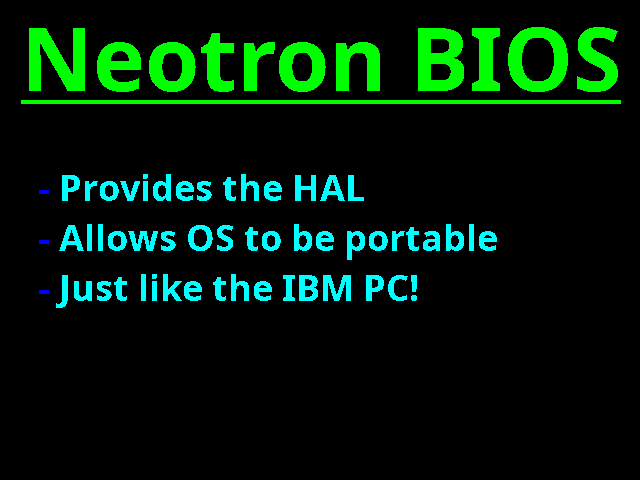 Neotron BIOS
- Provides the HAL
- Allows OS to be portable
- Just like the IBM PC!